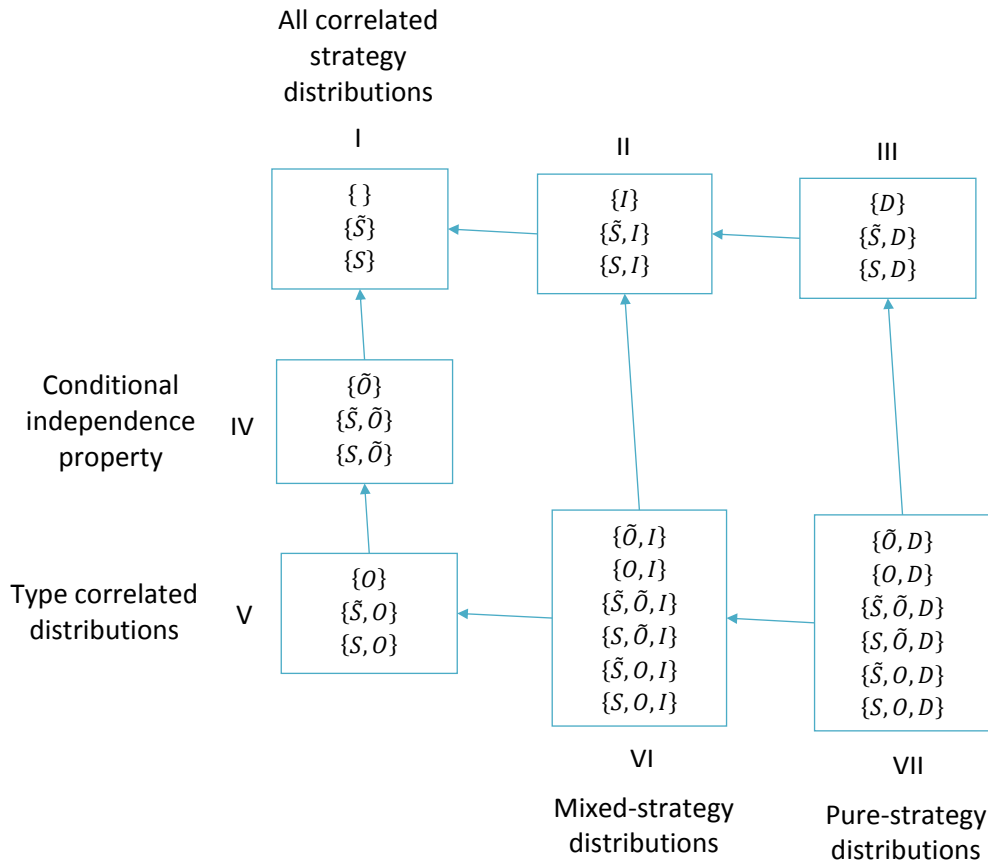 All correlated
strategy
distributions
I
II
III
{ }
{S̃}
{S}
{I}
{S̃, I}
{S, I}
{D}
{S̃, D}
{S, D}
Conditional
independence
property
IV
{Õ}
{S̃, Õ}
{S, Õ}
Type correlated
distributions
V
{O}
{S̃, O}
{S, O}
{Õ, I}
{O, I}
{S̃, Õ, I}
{S, Õ, I}
{S̃, O, I}
{S, O, I}
{Õ, D}
{O, D}
{S̃, Õ, D}
{S, Õ, D}
{S̃, O, D}
{S, O, D}
VI
VII
Mixed-strategy
distributions
Pure-strategy
distributions